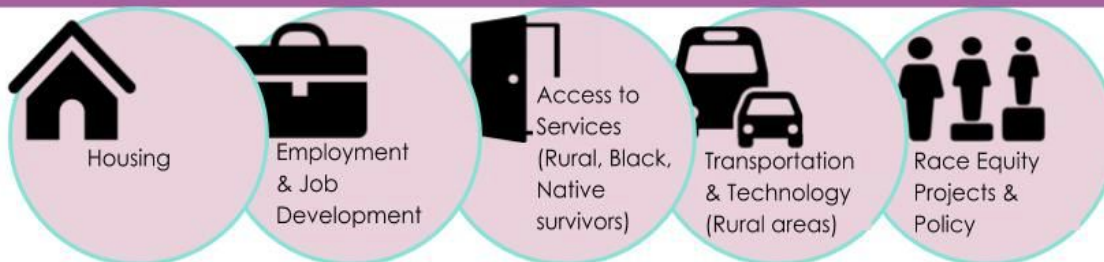 Housing
Employment
& Job
Development
Access to
Services
(Rural, Black,
Native
survivors)
Transportation
& Technology
(Rural areas)
Race Equity
Projects &
Policy